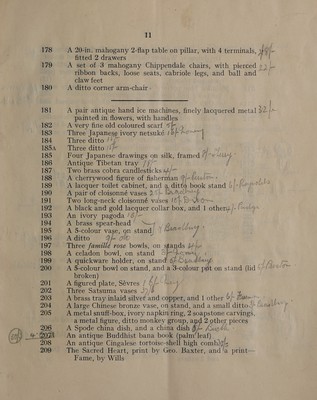 11
178 A 20-in. mahogany 2-flap table on pillar, with 4 terminals,
fitted 2 drawers
179 A set of 3 mahogany Chippendale chairs, with pierced
ribbon backs, loose seats, cabriole legs, and ball and
claw feet
180 A ditto corner arm-chair
181 A pair antique hand ice machines, finely lacquered metal
painted in flowers, with handles
182 A very fine old coloured scarf
183 Three Japanese ivory netsuké
184 Three ditto
185 Three ditto
185A Three ditto
185 Four Japanese drawings on silk, framed
186 Antique Tibetan tray
187 Two brass cobra candlesticks
188 A cherrywood figure of fisherman
189 A lacquer toilet cabinet, and a ditto book stand
190 A pair of cloisonné vases
191 Two long-neck cloisonné vases
192 A black and gold lacquer collar box, and 1 other
193 An ivory pagoda
194 A brass spear-head
195 A 3-colour vase, on stand
196 A ditto
197 Three famille rose bowls, on stands
198 A celadon bowl, on stand
199 A quickwater holder, on stand
200 A 3-colour bowl on stand, and a 3-colour pot on stand (lid
broken)
201 A figured plate, Sèvres
202 Three Satsuma vases
203 A brass tray inlaid silver and copper, and 1 other
204 A large Chinese bronze vase, on stand, and a small ditto
205 A metal snuff-box, ivory napkin ring, 2 soapstone carvings,
a metal figure, ditto monkey group, and 2 other pieces
206 A Spode china dish, and a china dish
207 An antique Buddhist bana book (palm leaf)
208 An antique Cingalese tortoise-shell high comb
209 The Sacred Heart, print by Geo. Baxter, and a print—
Fame, by Wills